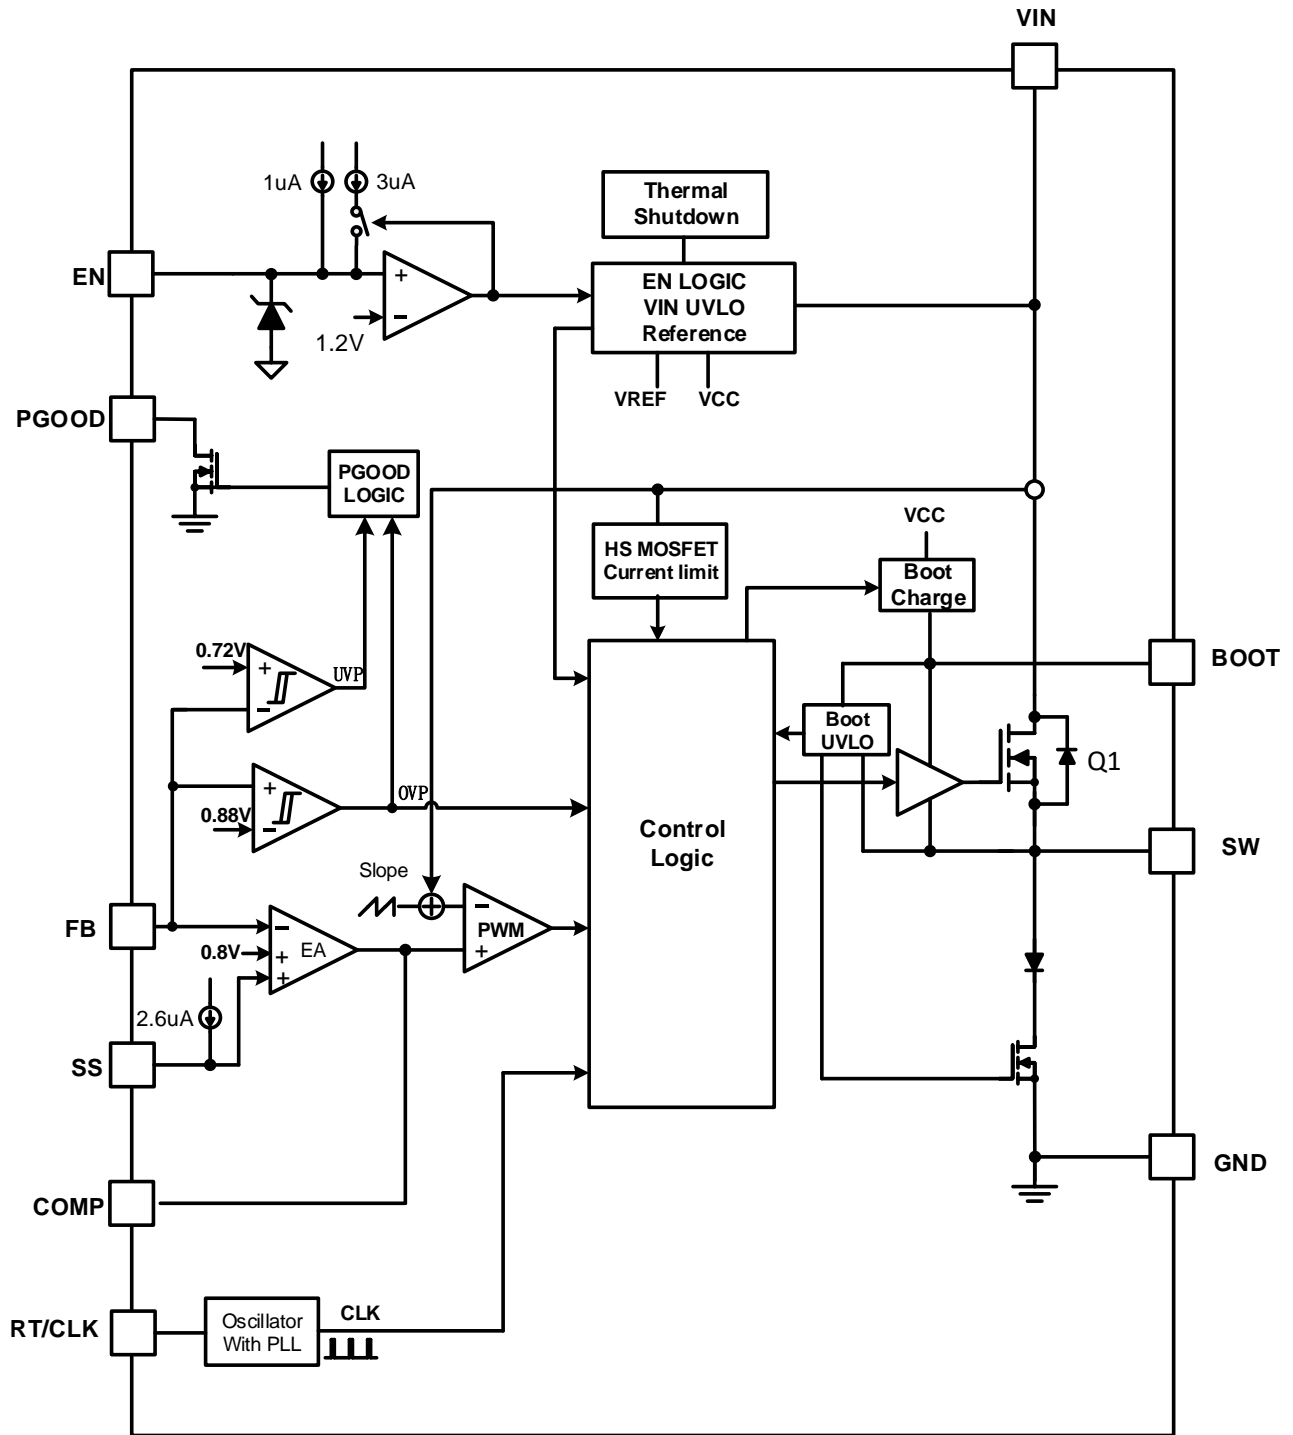 VIN
1uA
3uA
Thermal
Shutdown
EN
EN LOGIC
VIN UVLO
Reference
1.2V
VREF
VCC
PGOOD
PGOOD
LOGIC
VCC
HS MOSFET
Current limit
Boot
Charge
0.72V
UVP
BOOT
Boot
UVLO
Q1
OVP
0.88V
Control
Logic
SW
Slope
FB
PWM
0.8V
EA
2.6uA
SS
GND
COMP
RT/CLK
Oscillator
With PLL
CLK